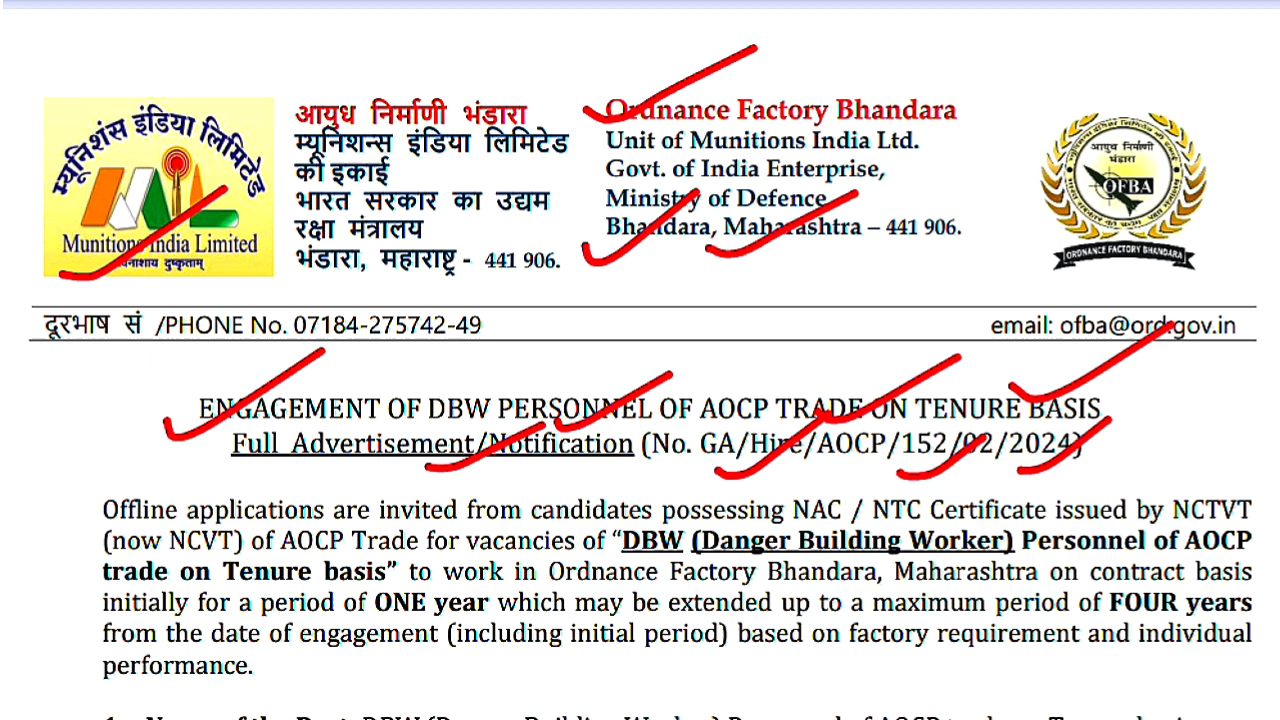 म्यूनिशंस इंडिया लिमिटेड
Munitions India Limited
आयुध निर्माणी भंडारा
म्यूनिशन्स इंडिया लिमिटेड
की इकाई
भारत सरकार का उद्यम
रक्षा मंत्रालय
भंडारा, महाराष्ट्र - 441 906.
Ordnance Factory Bhandara
Unit of Munitions India Ltd.
Govt. of India Enterprise,
Ministry of Defence
Bhandara, Maharashtra – 441 906.
आयुध निर्माणी
भंडारा
OFBA
ORDNANCE FACTORY BHANDARA
दूरभाष सं /PHONE No. 07184-275742-49
email: ofba@ord.gov.in
ENGAGEMENT OF DBW PERSONNEL OF AOCP TRADE ON TENURE BASIS
Full Advertisement/Notification (No. GA/Hire/AOCP/152/02/2024)
Offline applications are invited from candidates possessing NAC / NTC Certificate issued by NCTVT
(now NCVT) of AOCP Trade for vacancies of “DBW (Danger Building Worker) Personnel of AOCP
trade on Tenure basis” to work in Ordnance Factory Bhandara, Maharashtra on contract basis
initially for a period of ONE year which may be extended up to a maximum period of FOUR years
from the date of engagement (including initial period) based on factory requirement and individual
performance.